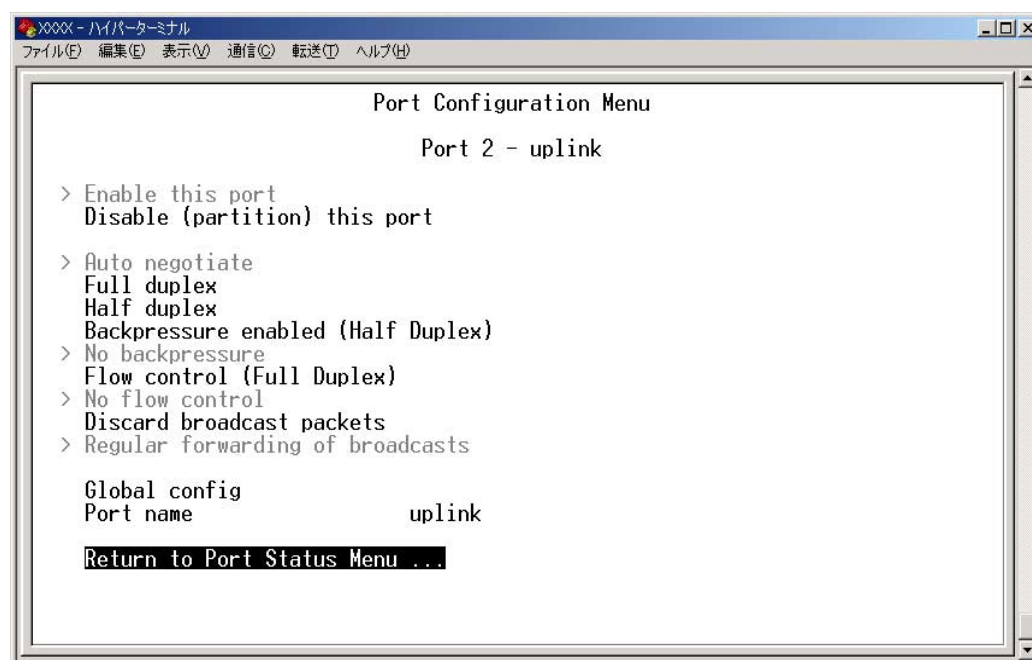 XXXX - ハイパーターミナル
ファイル(F) 編集(E) 表示(V) 通信(C) 転送(T) ヘルプ(H)
Port Configuration Menu
Port 2 - uplink
> Enable this port
Disable (partition) this port
> Auto negotiate
Full duplex
Half duplex
Backpressure enabled (Half Duplex)
> No backpressure
Flow control (Full Duplex)
> No flow control
Discard broadcast packets
> Regular forwarding of broadcasts
Global config
Port name uplink
Return to Port Status Menu ...